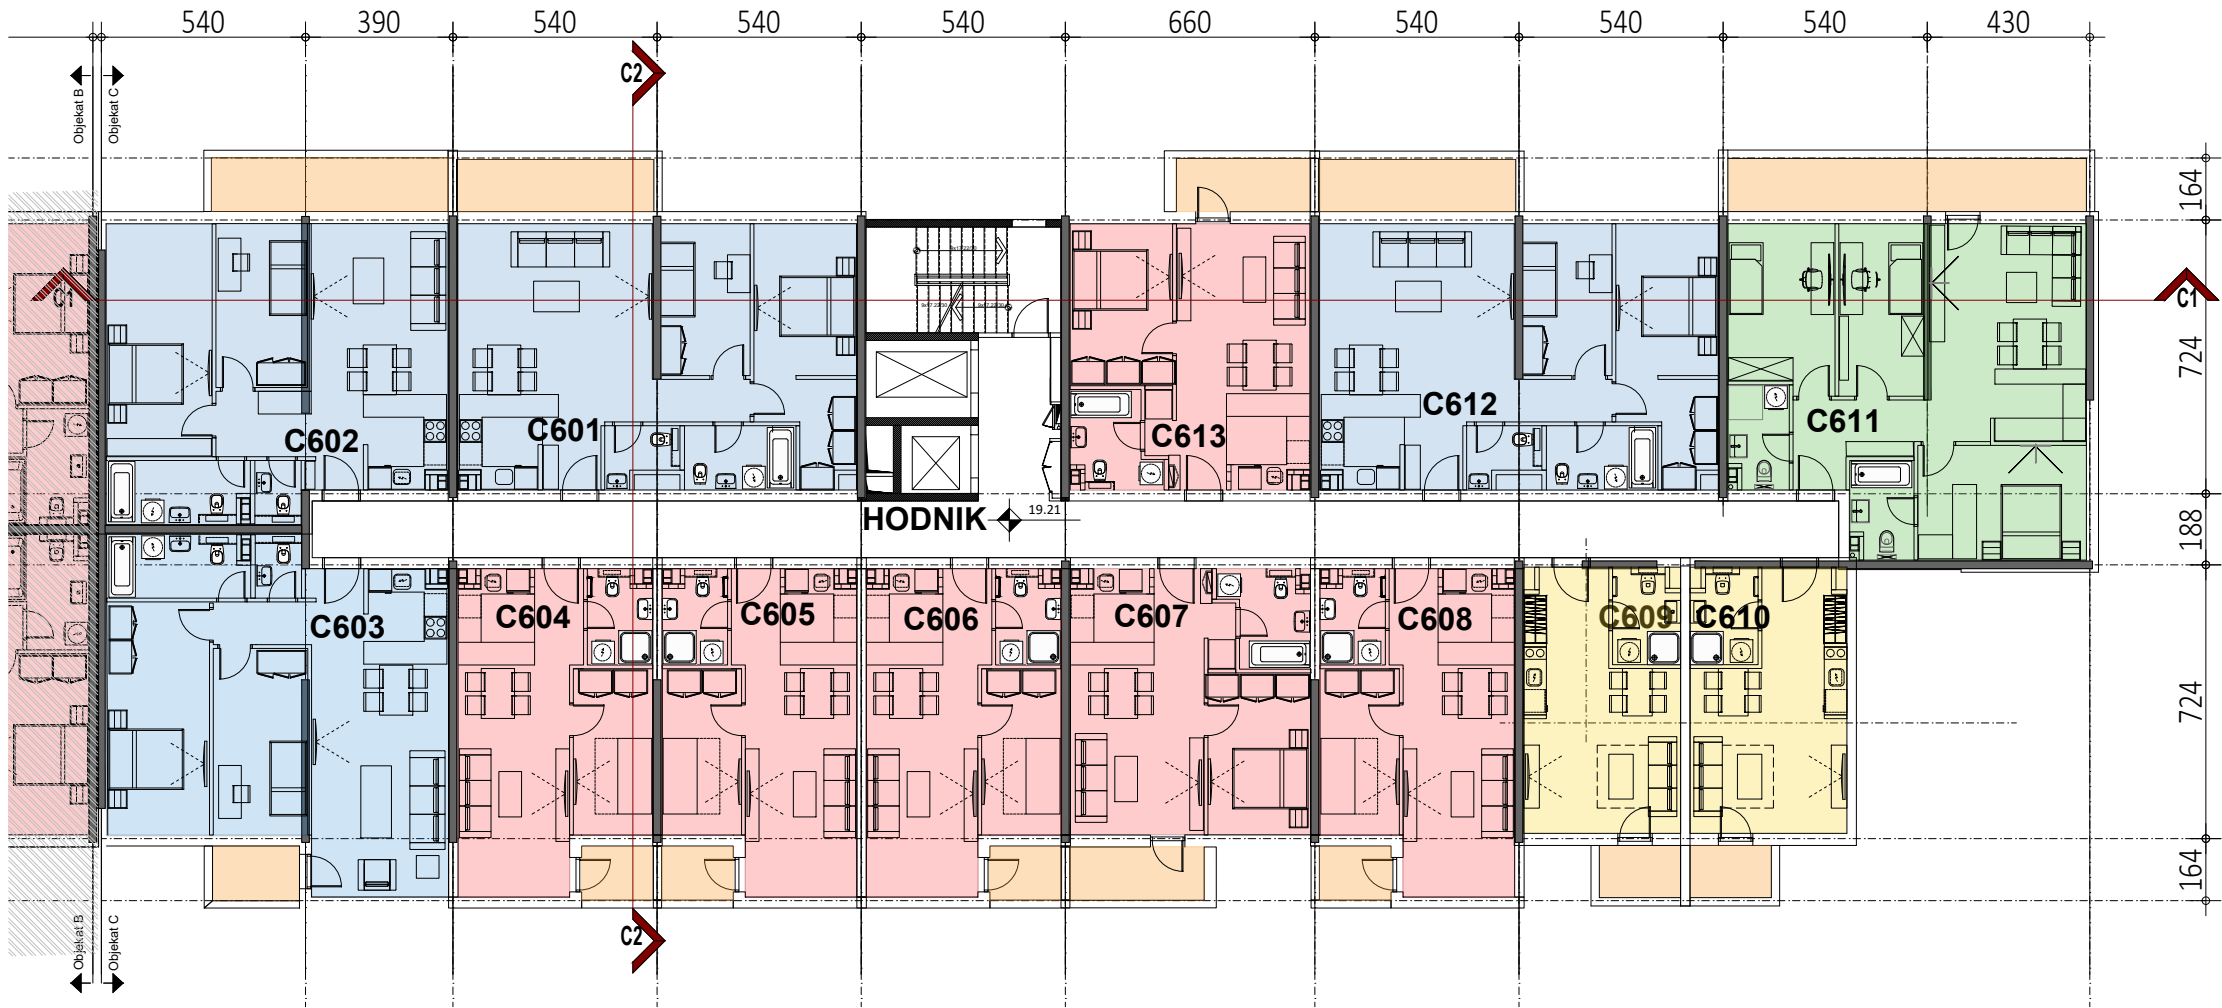 540 390 540 540 540 660 540 540 540 430
C2
Objekat B
Objekat C
164
C1
C1
724
C602
C601
C613
C612
C611
HODNIK
19.21
188
C603
C604
C605
C606
C607
C608
C609
C610
724
164
C2
Objekat B
Objekat C